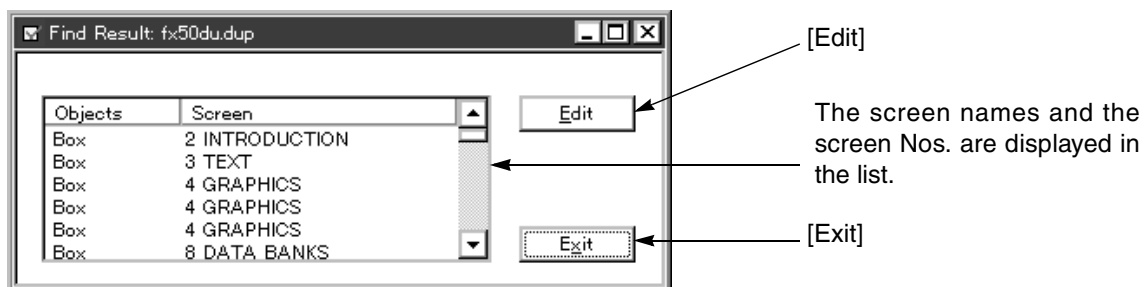 Find Result: fx50du.dup
[Edit]
Objects Screen
Edit
Box 2 INTRODUCTION
Box 3 TEXT
Box 4 GRAPHICS
Box 4 GRAPHICS
Box 4 GRAPHICS
Box 8 DATA BANKS
The screen names and the
screen Nos. are displayed in
the list.
Exit
[Exit]